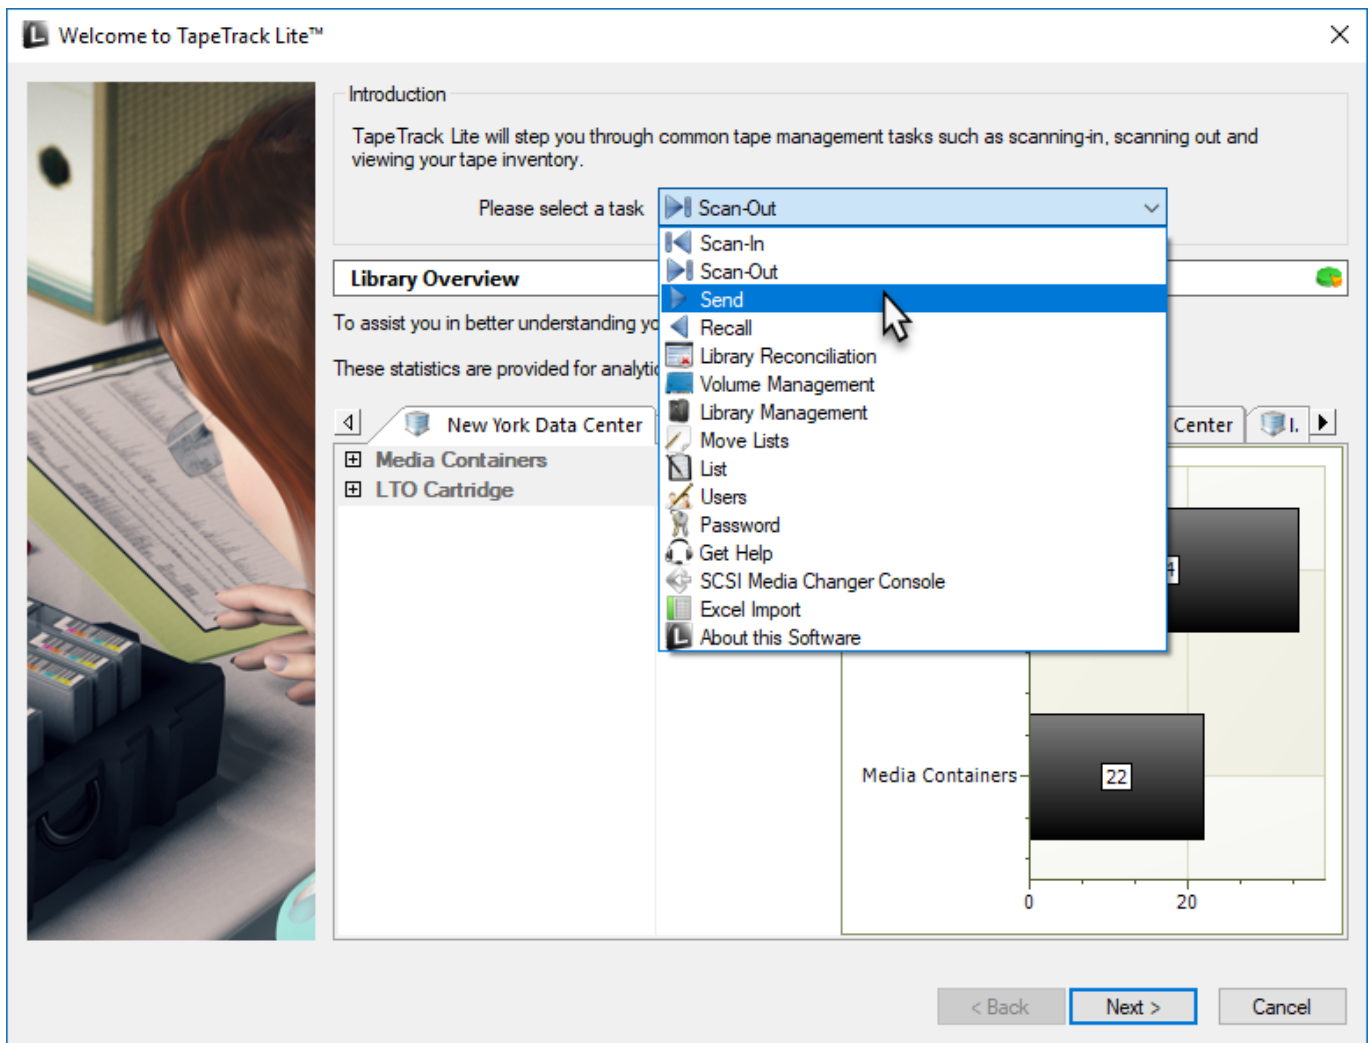 Welcome to TapeTrack Lite™
Introduction
TapeTrack Lite will step you through common tape management tasks such as scanning-in, scanning out and
viewing your tape inventory.
Please select a task
Scan-Out
Scan-In
Scan-Out
Send
Recall
Library Reconciliation
Volume Management
Library Management
Move Lists
List
Users
Password
Get Help
SCSI Media Changer Console
Excel Import
About this Software
Library Overview
To assist you in better understanding yo
These statistics are provided for analytic
New York Data Center
Center
I.
Media Containers
LTO Cartridge
4
Media Containers
22
0
20
< Back
Next >
Cancel